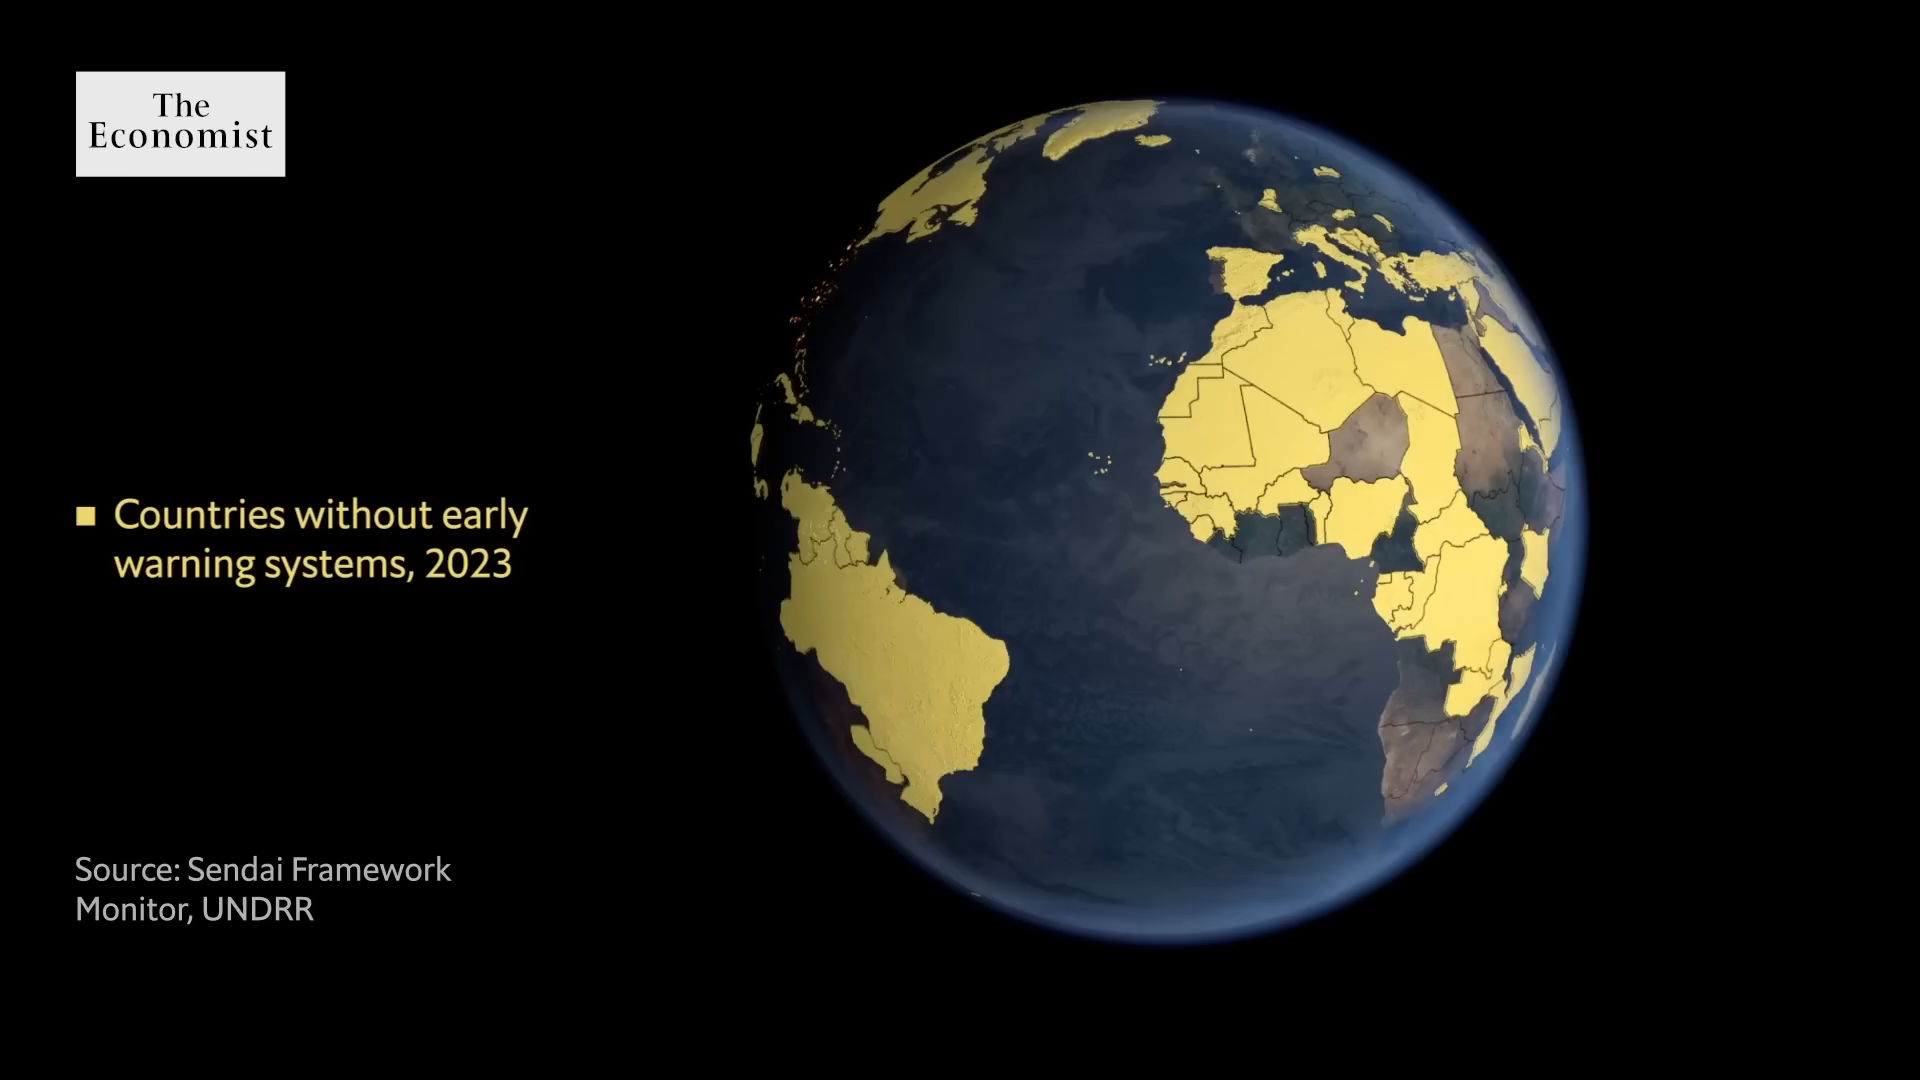 The
Economist
Countries without early
warning systems, 2023
Source: Sendai Framework
Monitor, UNDRR